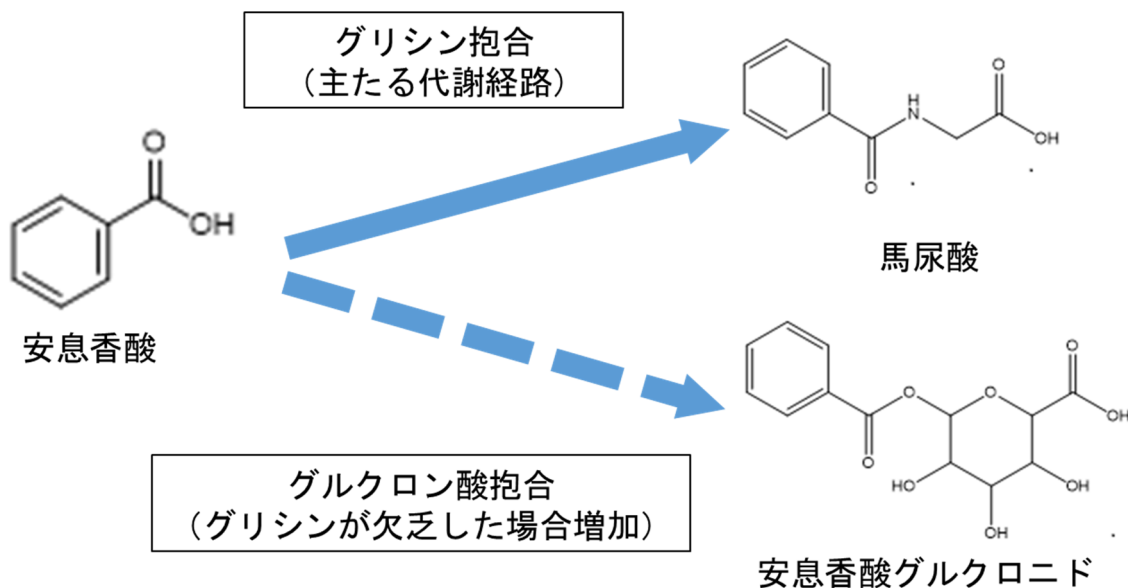 グリシン抱合
（主たる代謝経路）
O
OH
安息香酸
H
N
O
O
OH
馬尿酸
グルクロン酸抱合
（グリシンが欠乏した場合増加）
O
O
O
O
OH
HO
OH
OH
安息香酸グルクロニド